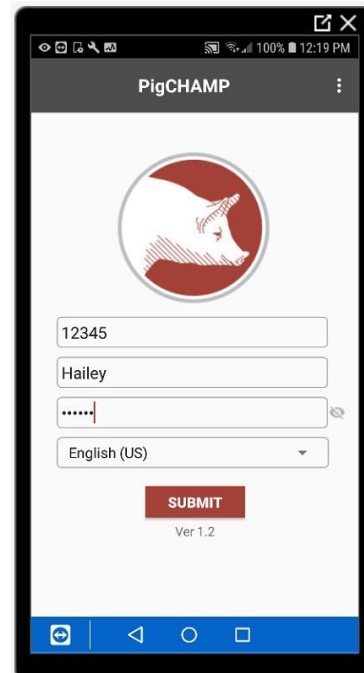 100% 12:19 PM
PigCHAMP
12345
Hailey
••••••
English (US)
SUBMIT
Ver 1.2